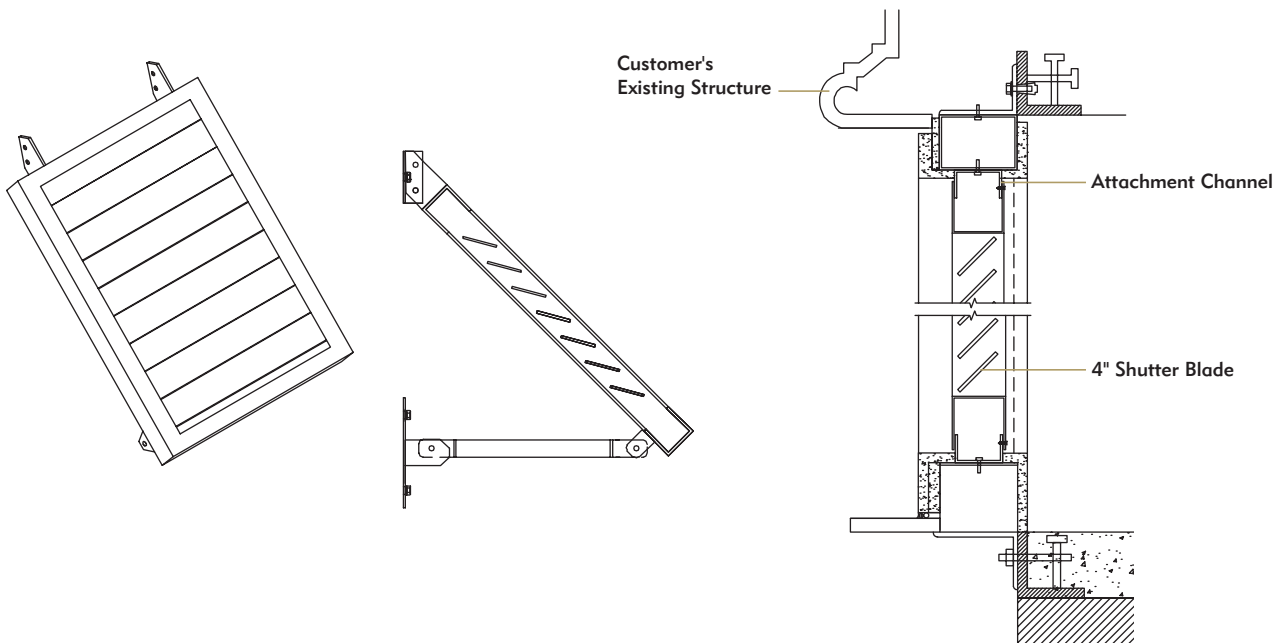 Customer's
Existing Structure
Attachment Channel
4" Shutter Blade